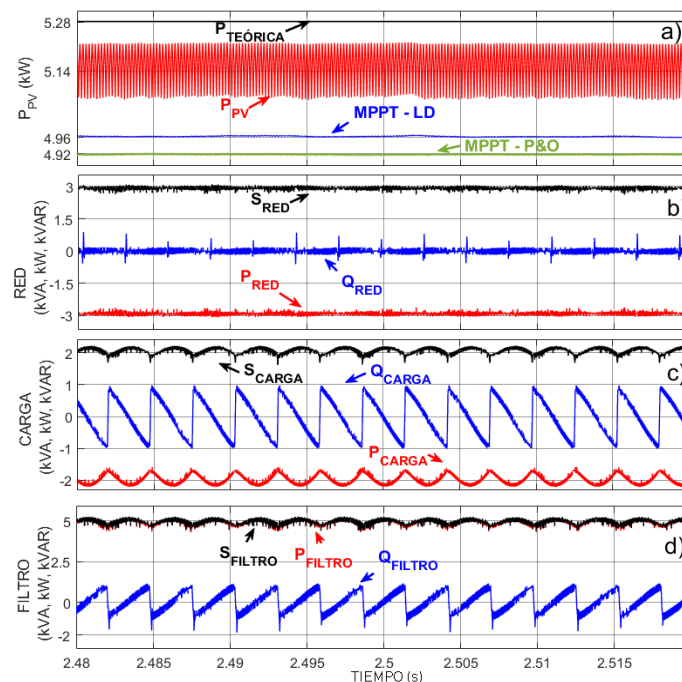 5.28
P_TEÓRICA
a)
5.14
P_PV (kW)
P_PV
MPPT - LD
4.96
MPPT - P&O
4.92
3
S_RED
b)
1.5
0
Q_RED
RED
(kVA, kW, kVAR)
P_RED
-1.5
-3
2
S_CARGA
Q_CARGA
c)
1
0
CARGA
(kVA, kW, kVAR)
-1
P_CARGA
-2
5
S_FILTRO
P_FILTRO
Q_FILTRO
d)
2.5
FILTRO
(kVA, kW, kVAR)
0
-2
2.48 2.485 2.49 2.495 2.5 2.505 2.51 2.515
TIEMPO (s)